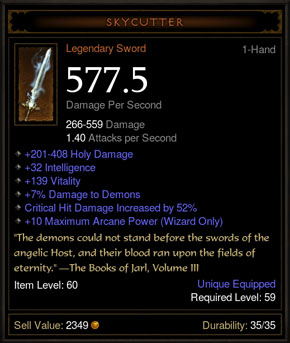 SKYCUTTER
Legendary Sword 1-Hand
577.5
Damage Per Second
266-559 Damage
1.40 Attacks per Second
+201-408 Holy Damage
+32 Intelligence
+139 Vitality
+7% Damage to Demons
Critical Hit Damage Increased by 52%
+10 Maximum Arcane Power (Wizard Only)
"The demons could not stand before the swords of the
angelic Host, and their blood ran upon the fields of
eternity." —The Books of Jarl, Volume III
Item Level: 60 Unique Equipped
Required Level: 59
Sell Value: 2349 Durability: 35/35